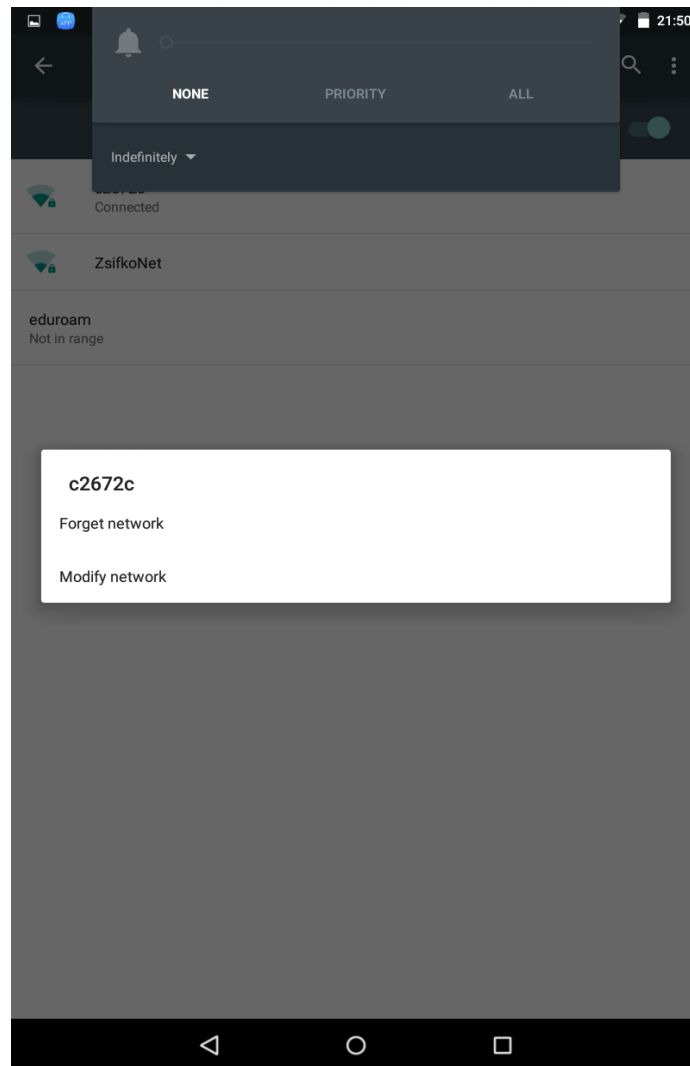 21:50
NONE PRIORITY ALL
Indefinitely
Connected
ZsifkoNet
eduroam
Not in range
c2672c
Forget network
Modify network